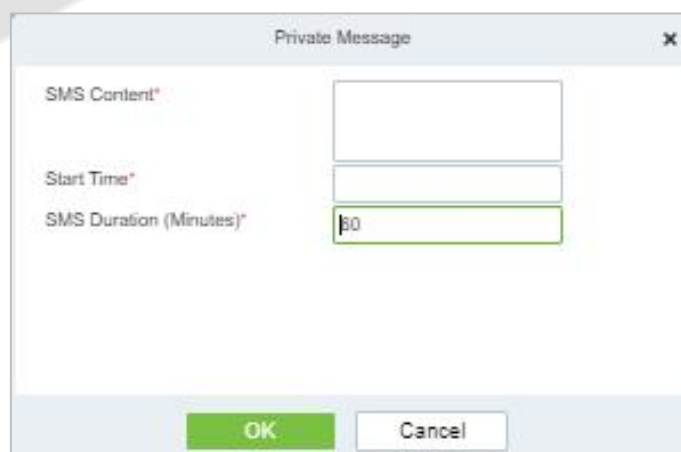 Private Message
SMS Content*
Start Time*
SMS Duration (Minutes)*
60
OK
Cancel